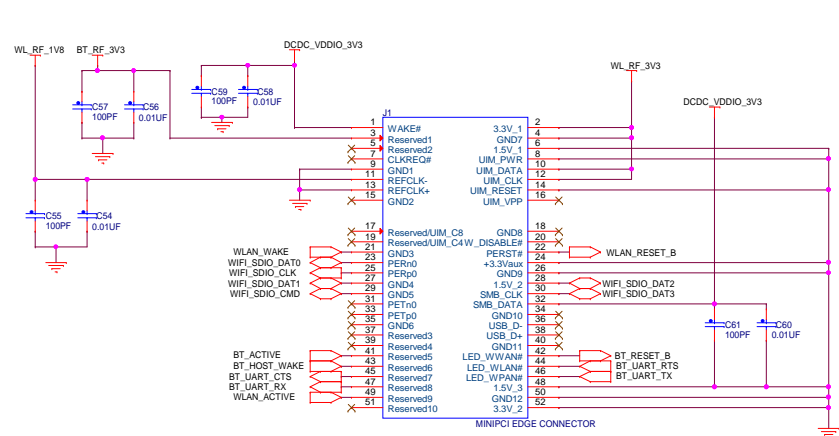 DCDC_VDDIO_3V3
WL_RF_1V8 BT_RF_3V3
WL_RF_3V3
C59
100PF
C58
0.01UF
C57
100PF
C56
0.01UF
DCDC_VDDIO_3V3
J1
1 WAKE# 3.3V_1 2
3 Reserved1 GND7 4
5 Reserved2 1.5V_1 6
7 CLKREQ# UIM_PWR 8
9 GND1 UIM_DATA 10
11 REFCLK- UIM_CLK 12
13 REFCLK+ UIM_RESET 14
15 GND2 UIM_VPP 16
C55
100PF
C54
0.01UF
17 Reserved/UIM_C8 GND8 18
19 Reserved/UIM_C4 W_DISABLE# 20
WLAN_WAKE 21 GND3 PERST# 22 WLAN_RESET_B
WIFI_SDIO_DAT0 23 PERn0 +3.3Vaux 24
WIFI_SDIO_CLK 25 PERp0 GND9 26
WIFI_SDIO_DAT1 27 GND4 1.5V_2 28 WIFI_SDIO_DAT2
WIFI_SDIO_CMD 29 GND5 SMB_CLK 30 WIFI_SDIO_DAT3
31 PETn0 SMB_DATA 32
33 PETp0 GND10 34
35 GND6 USB_D- 36
37 Reserved3 USB_D+ 38
39 Reserved4 GND11 40
C61
100PF
C60
0.01UF
BT_ACTIVE 41 Reserved5 LED_WWAN# 42 BT_RESET_B
BT_HOST_WAKE 43 Reserved6 LED_WLAN# 44 BT_UART_RTS
BT_UART_CTS 45 Reserved7 LED_WPAN# 46 BT_UART_TX
BT_UART_RX 47 Reserved8 1.5V_3 48
WLAN_ACTIVE 49 Reserved9 GND12 50
51 Reserved10 3.3V_2 52
MINIPCI EDGE CONNECTOR